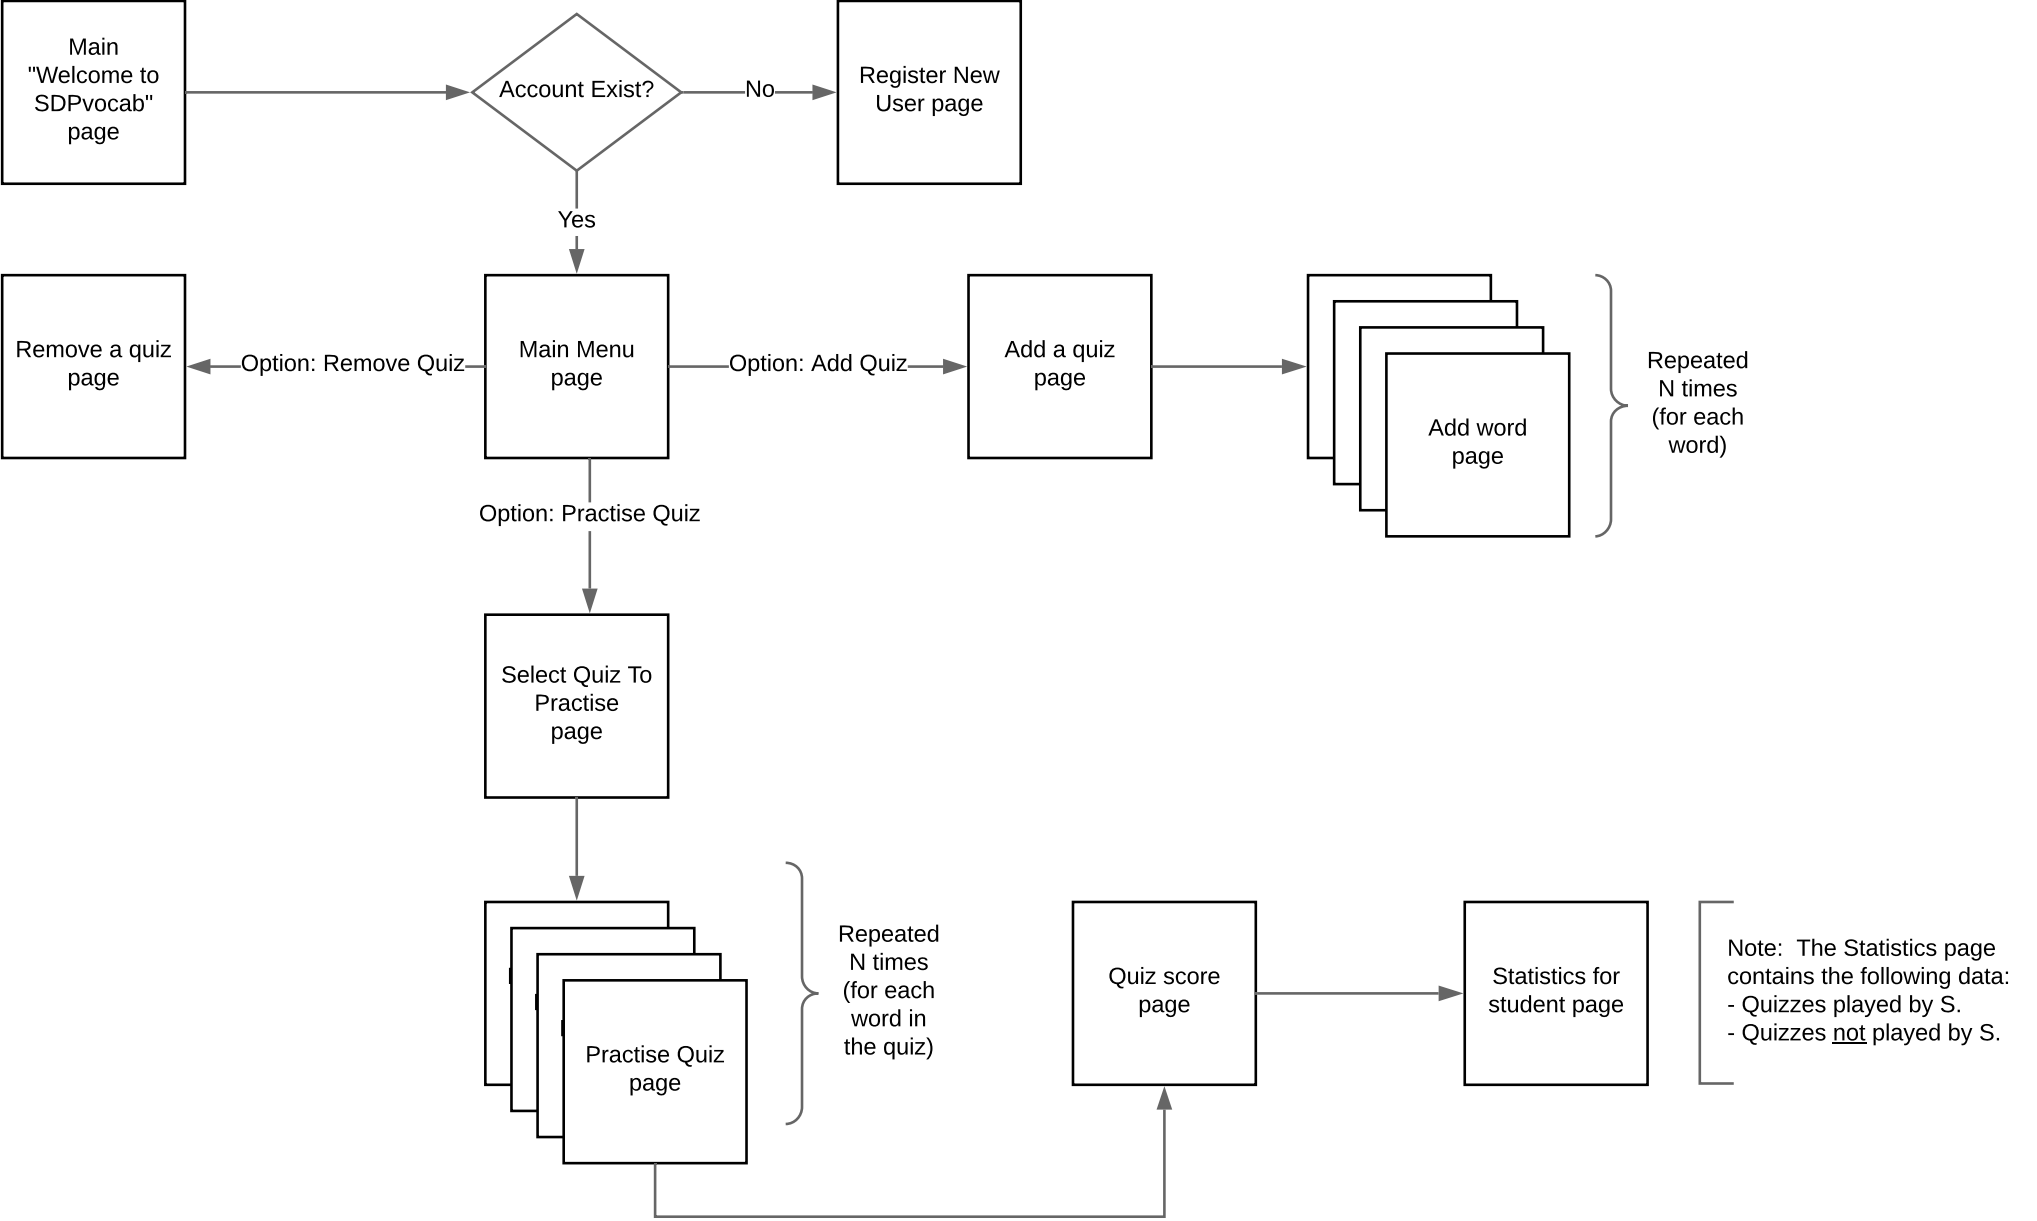 Main
"Welcome to
SDPvocab"
page
Account Exist?
No
Register New
User page
Yes
Remove a quiz
page
Option: Remove Quiz
Main Menu
page
Option: Add Quiz
Add a quiz
page
Add word
page
Repeated
N times
(for each
word)
Option: Practise Quiz
Select Quiz To
Practise
page
Practise Quiz
page
Repeated
N times
(for each
word in
the quiz)
Quiz score
page
Statistics for
student page
Note:  The Statistics page
contains the following data:
- Quizzes played by S.
- Quizzes not played by S.